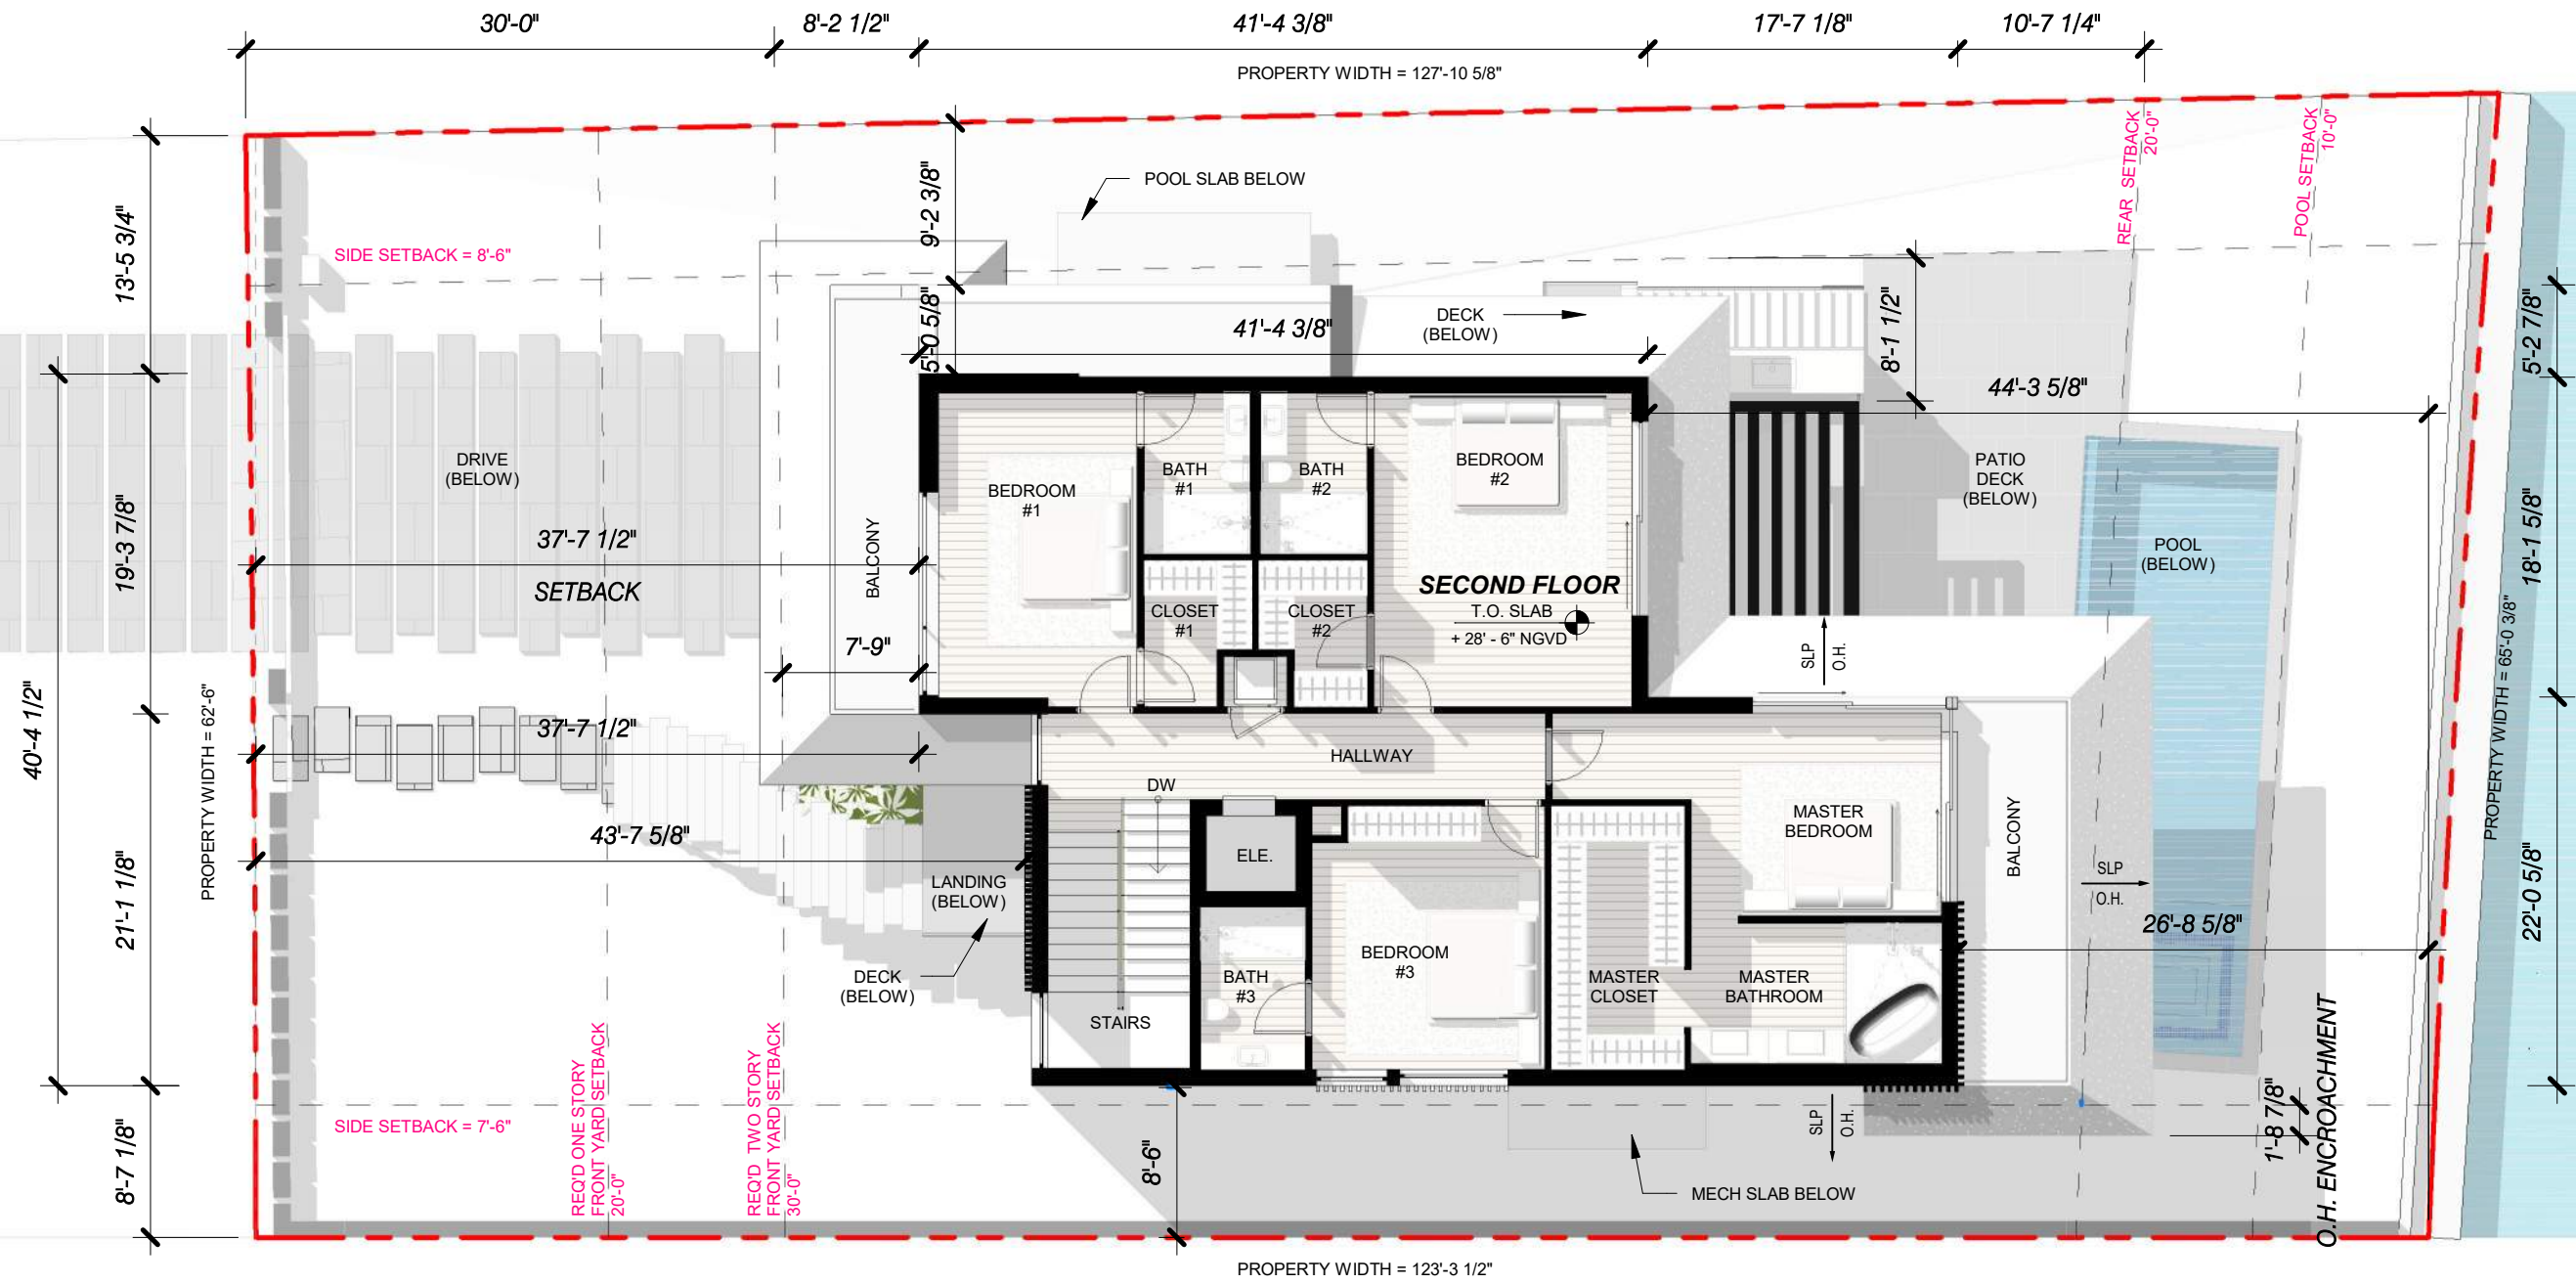 30'-0"
8'-2 1/2"
41'-4 3/8"
17'-7 1/8"
10'-7 1/4"
PROPERTY WIDTH = 127'-10 5/8"
REAR SETBACK
20'-0"
POOL SETBACK
10'-0"
POOL SLAB BELOW
9'-2 3/8"
13'-5 3/4"
SIDE SETBACK = 8'-6"
5'-0 5/8"
41'-4 3/8"
DECK
(BELOW)
8'-1 1/2"
5'-2 7/8"
44'-3 5/8"
DRIVE
(BELOW)
BEDROOM
#1
BATH
#1
BATH
#2
BEDROOM
#2
PATIO
DECK
(BELOW)
19'-3 7/8"
37'-7 1/2"
SETBACK
BALCONY
POOL
(BELOW)
18'-1 5/8"
CLOSET
#1
CLOSET
#2
SECOND FLOOR
T.O. SLAB
+ 28' - 6" NGVD
7'-9"
SLP
O.H.
40'-4 1/2"
PROPERTY WIDTH = 62'-6"
PROPERTY WIDTH = 65'-0 3/8"
37'-7 1/2"
HALLWAY
DW
43'-7 5/8"
ELE.
MASTER
BEDROOM
BALCONY
SLP
O.H.
21'-1 1/8"
LANDING
(BELOW)
26'-8 5/8"
22'-0 5/8"
DECK
(BELOW)
BEDROOM
#3
BATH
#3
MASTER
CLOSET
MASTER
BATHROOM
STAIRS
REQ'D ONE STORY
FRONT YARD SETBACK
20'-0"
REQ'D TWO STORY
FRONT YARD SETBACK
30'-0"
SIDE SETBACK = 7'-6"
8'-7 1/8"
8'-6"
SLP
O.H.
1'-8 7/8"
O.H. ENCROACHMENT
MECH SLAB BELOW
PROPERTY WIDTH = 123'-3 1/2"